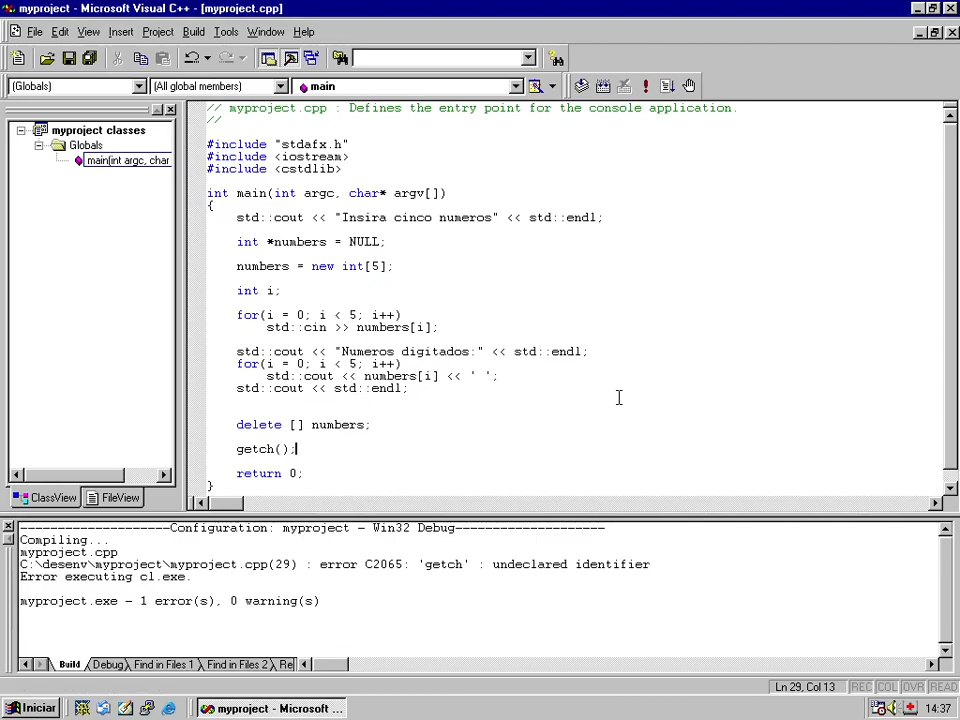 myproject - Microsoft Visual C++ - [myproject.cpp]
File Edit View Insert Project Build Tools Window Help
(Globals) (All global members) main
myproject classes
Globals
main(int argc, char
ClassView FileView
// myproject.cpp : Defines the entry point for the console application.
//
#include "stdafx.h"
#include <iostream>
#include <cstdlib>
int main(int argc, char* argv[])
{
std::cout << "Insira cinco numeros" << std::endl;
int *numbers = NULL;
numbers = new int[5];
int i;
for(i = 0; i < 5; i++)
std::cin >> numbers[i];
std::cout << "Numeros digitados:" << std::endl;
for(i = 0; i < 5; i++)
std::cout << numbers[i] << ' ';
std::cout << std::endl;
delete [] numbers;
getch();
return 0;
}
--------------------Configuration: myproject - Win32 Debug--------------------
Compiling...
myproject.cpp
C:\desenv\myproject\myproject.cpp(29) : error C2065: 'getch' : undeclared identifier
Error executing cl.exe.
myproject.exe - 1 error(s), 0 warning(s)
Build Debug Find in Files 1 Find in Files 2 Re
Ln 29, Col 13 REC COL OVR READ
Iniciar myproject - Microsoft ... 14:37